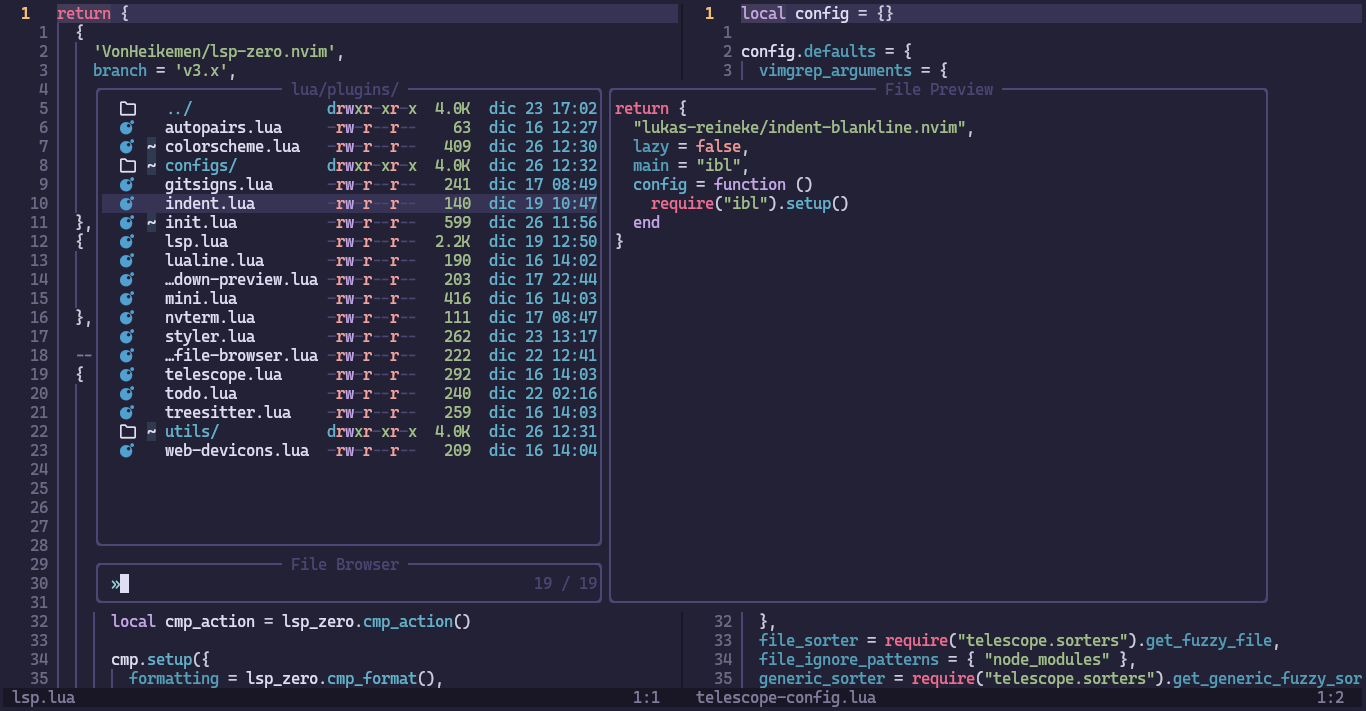 1 return {
1 {
2 'VonHeikemen/lsp-zero.nvim',
3 branch = 'v3.x',
4
5
6
7
8
9
10
11 },
12 {
13
14
15
16 },
17
18 --
19 {
20
21
22
23
24
25
26
27
28
29
30
31
32 local cmp_action = lsp_zero.cmp_action()
33
34 cmp.setup({
35 formatting = lsp_zero.cmp_format(),
lua/plugins/
../ drwxr-xr-x 4.0K dic 23 17:02
autopairs.lua -rw-r--r-- 63 dic 16 12:27
~ colorscheme.lua -rw-r--r-- 409 dic 26 12:30
~ configs/ drwxr-xr-x 4.0K dic 26 12:32
gitsigns.lua -rw-r--r-- 241 dic 17 08:49
indent.lua -rw-r--r-- 140 dic 19 10:47
~ init.lua -rw-r--r-- 599 dic 26 11:56
lsp.lua -rw-r--r-- 2.2K dic 19 12:50
lualine.lua -rw-r--r-- 190 dic 16 14:02
…down-preview.lua -rw-r--r-- 203 dic 17 22:44
mini.lua -rw-r--r-- 416 dic 16 14:03
nvterm.lua -rw-r--r-- 111 dic 17 08:47
styler.lua -rw-r--r-- 262 dic 23 13:17
…file-browser.lua -rw-r--r-- 222 dic 22 12:41
telescope.lua -rw-r--r-- 292 dic 16 14:03
todo.lua -rw-r--r-- 240 dic 22 02:16
treesitter.lua -rw-r--r-- 259 dic 16 14:03
~ utils/ drwxr-xr-x 4.0K dic 26 12:31
web-devicons.lua -rw-r--r-- 209 dic 16 14:04
File Browser
» 19 / 19
lsp.lua 1:1
1 local config = {}
1
2 config.defaults = {
3 vimgrep_arguments = {
File Preview
return {
"lukas-reineke/indent-blankline.nvim",
lazy = false,
main = "ibl",
config = function ()
require("ibl").setup()
end
}
32 },
33 file_sorter = require("telescope.sorters").get_fuzzy_file,
34 file_ignore_patterns = { "node_modules" },
35 generic_sorter = require("telescope.sorters").get_generic_fuzzy_sor
telescope-config.lua 1:2